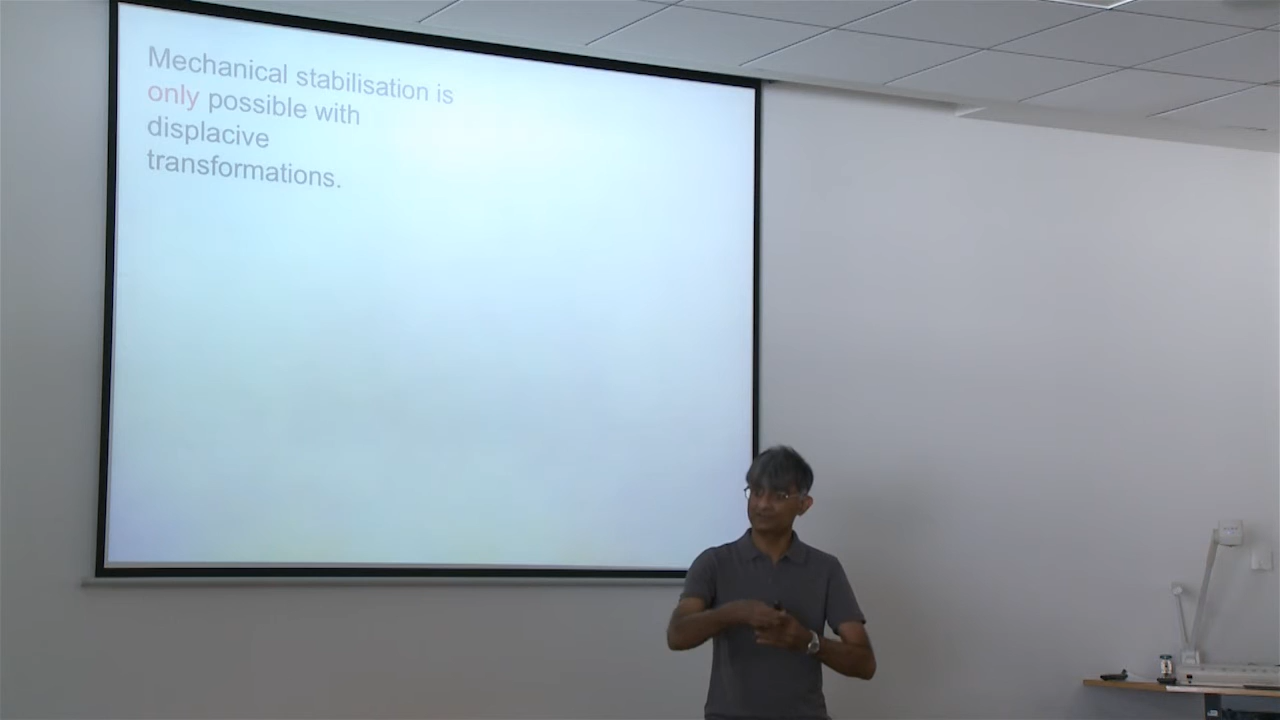 Mechanical stabilisation is
only possible with
displacive
transformations.